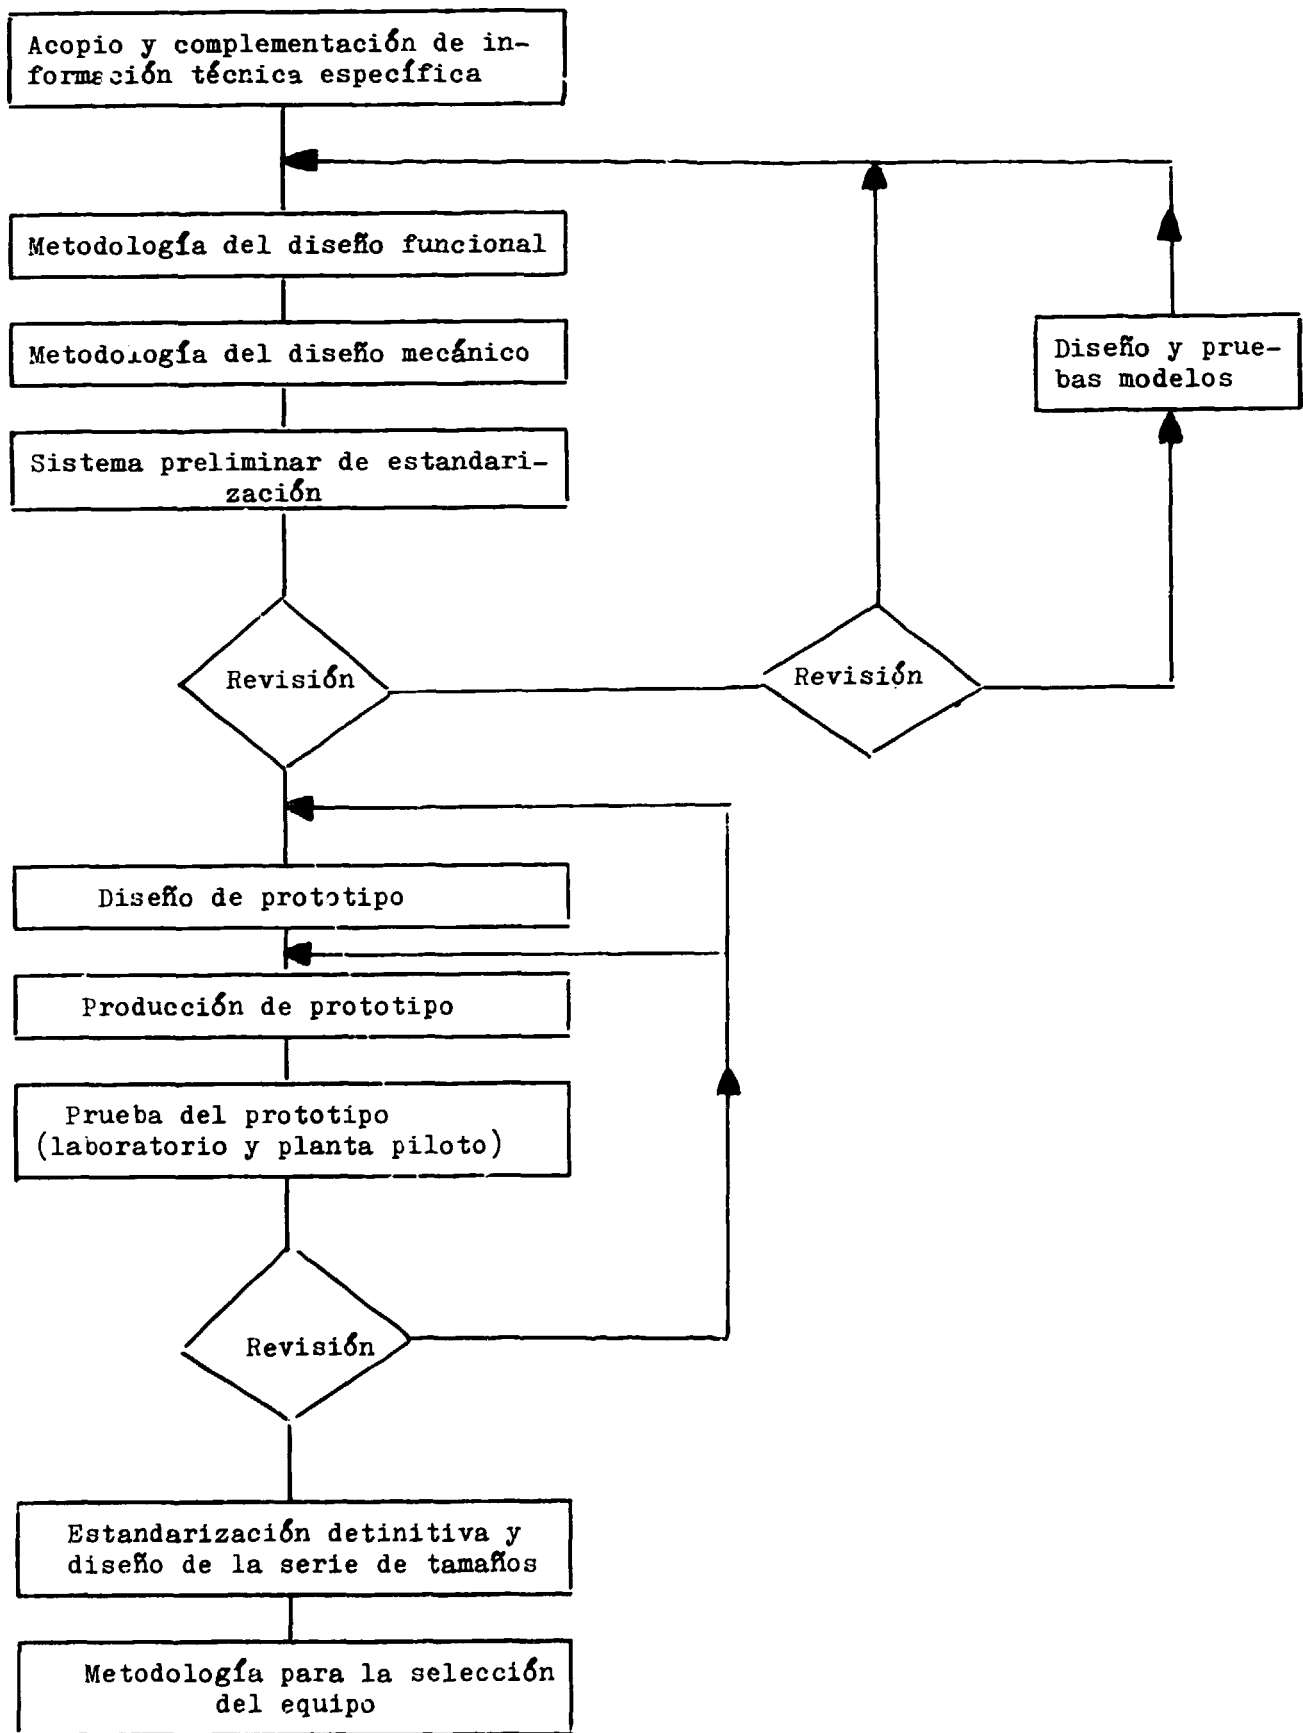 Acopio y complementación de in-
formación técnica específica
Metodología del diseño funcional
Metodología del diseño mecánico
Diseño y prue-
bas modelos
Sistema preliminar de estandari-
zación
Revisión
Revisión
Diseño de prototipo
Producción de prototipo
Prueba del prototipo
(laboratorio y planta piloto)
Revisión
Estandarización detinitiva y
diseño de la serie de tamaños
Metodología para la selección
del equipo